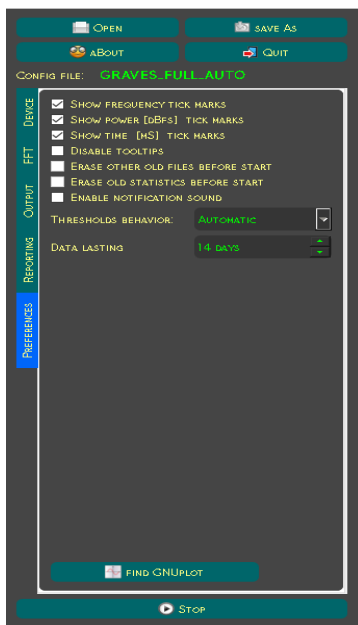 Open save As
aBout Quit
Config file: GRAVES_FULL_AUTO
Device
FFT
Output
Reporting
Preferences
Show frequency tick marks
Show power [dBfs] tick marks
Show time [mS] tick marks
Disable tooltips
Erase other old files before start
Erase old statistics before start
Enable notification sound
Thresholds behavior: Automatic
Data lasting 14 days
find GNUplot
Stop